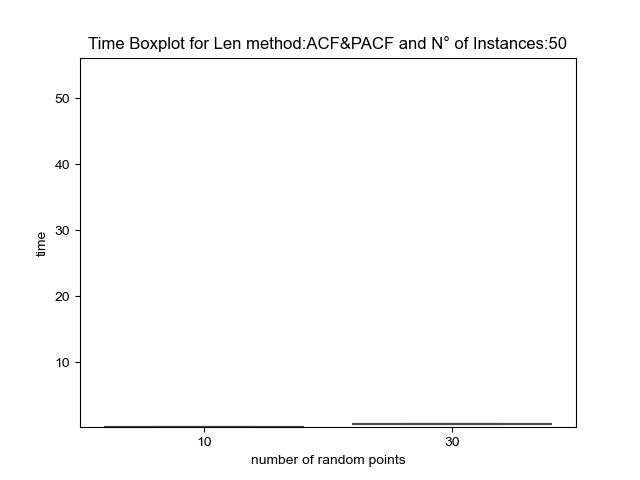 Time Boxplot for Len method:ACF&PACF and N° of Instances:50
50
40
30
20
10
time
10 30
number of random points